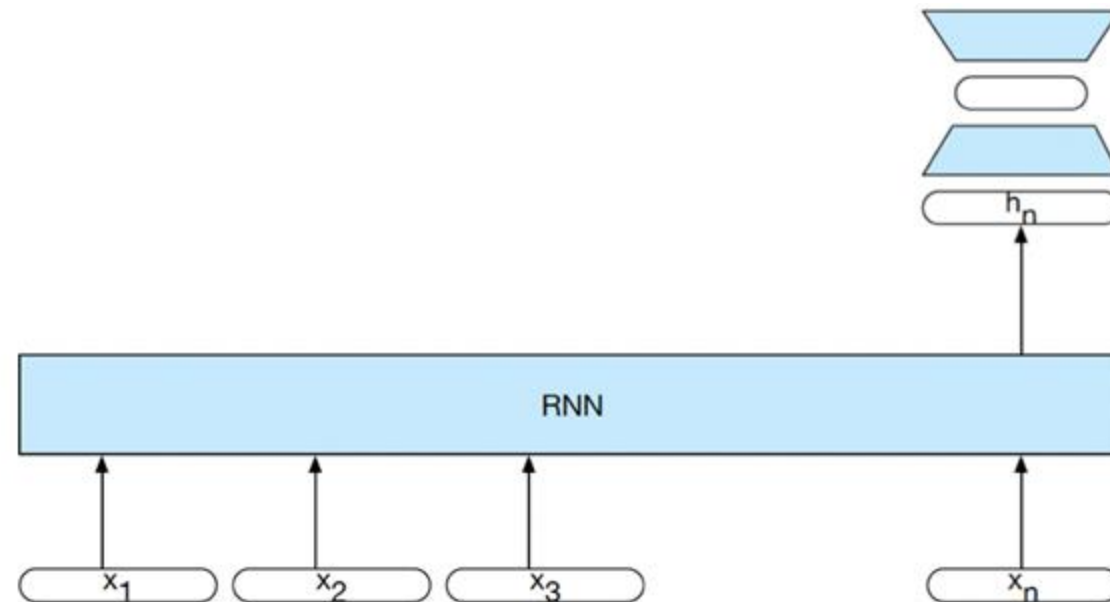 hₙ
RNN
x₁ x₂ x₃ xₙ